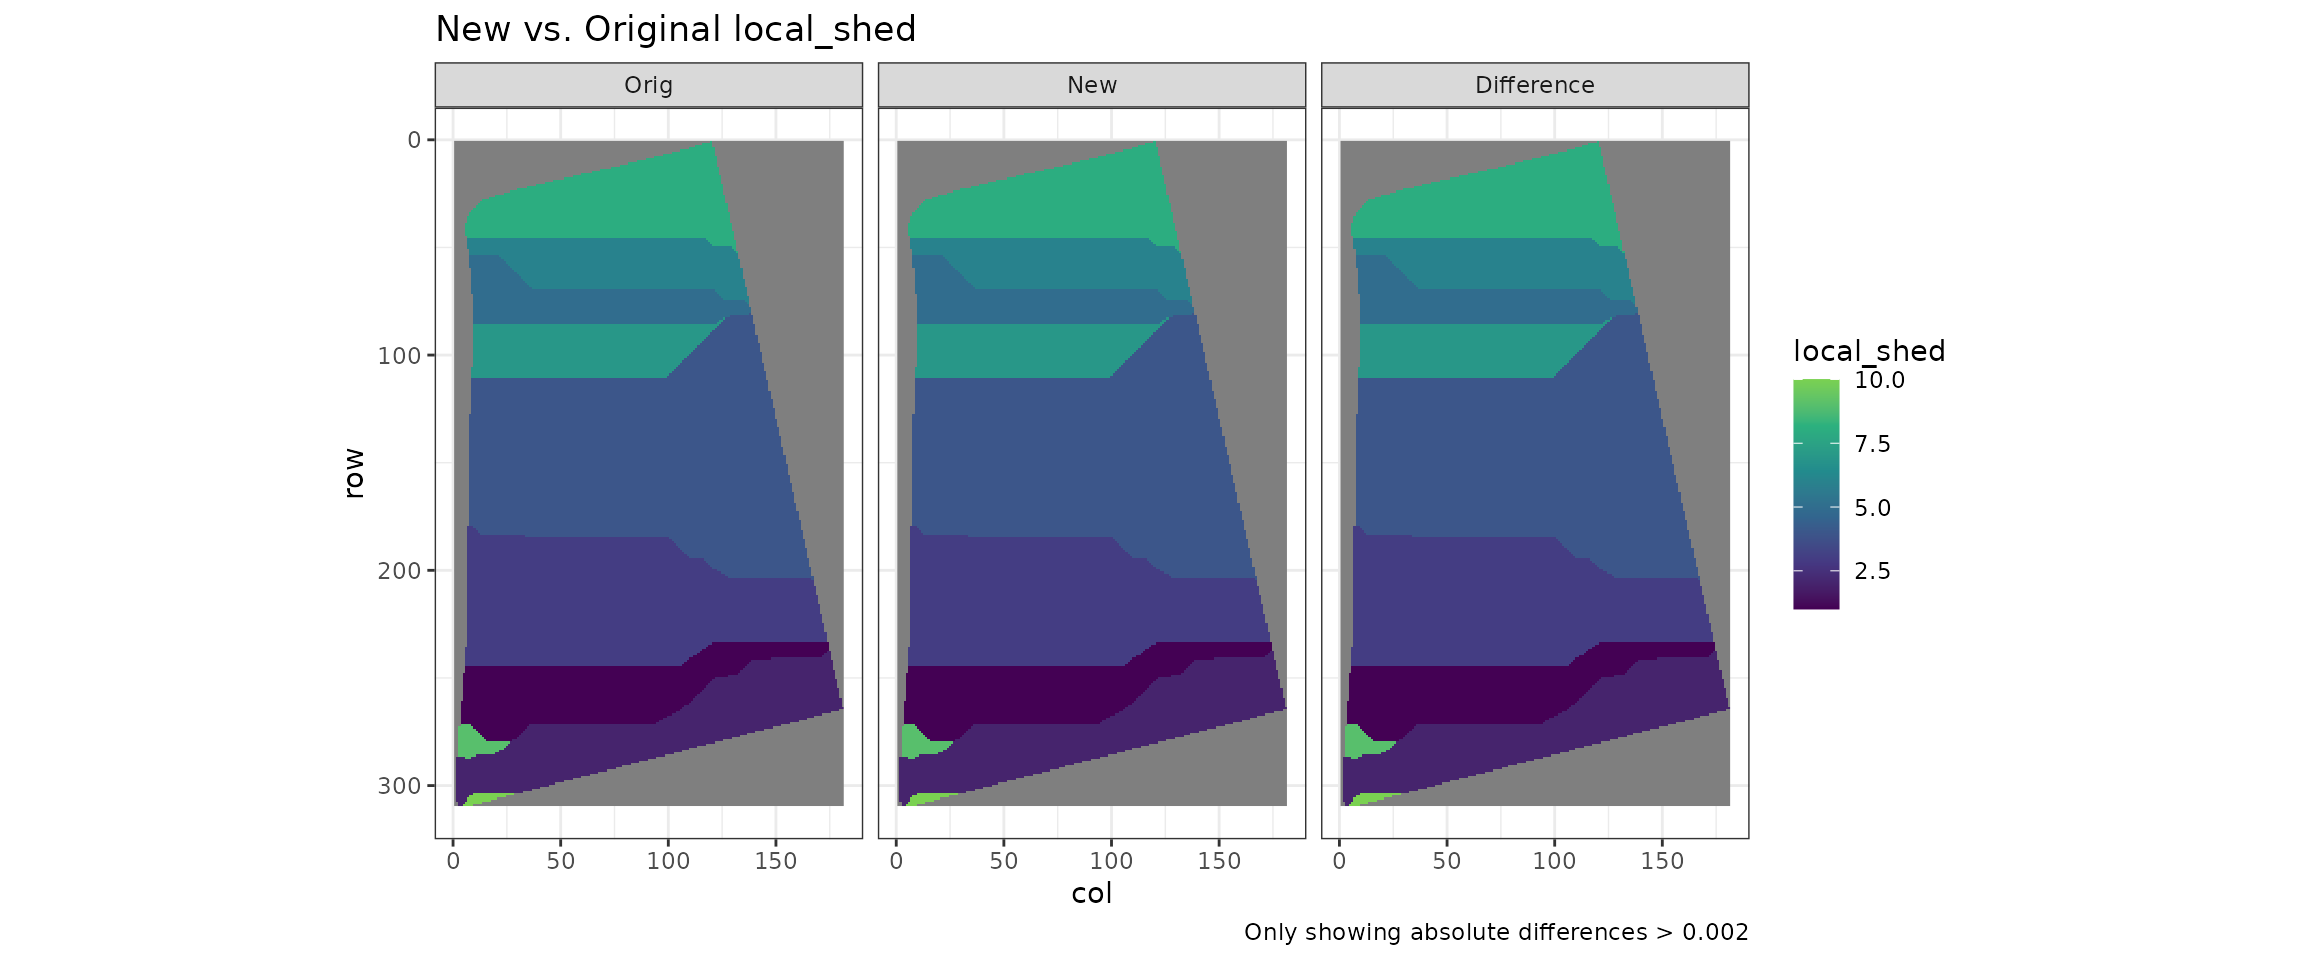 New vs. Original local_shed
Orig
New
Difference
0
100
200
300
row
0 50 100 150
0 50 100 150
0 50 100 150
col
local_shed
10.0
7.5
5.0
2.5
Only showing absolute differences > 0.002